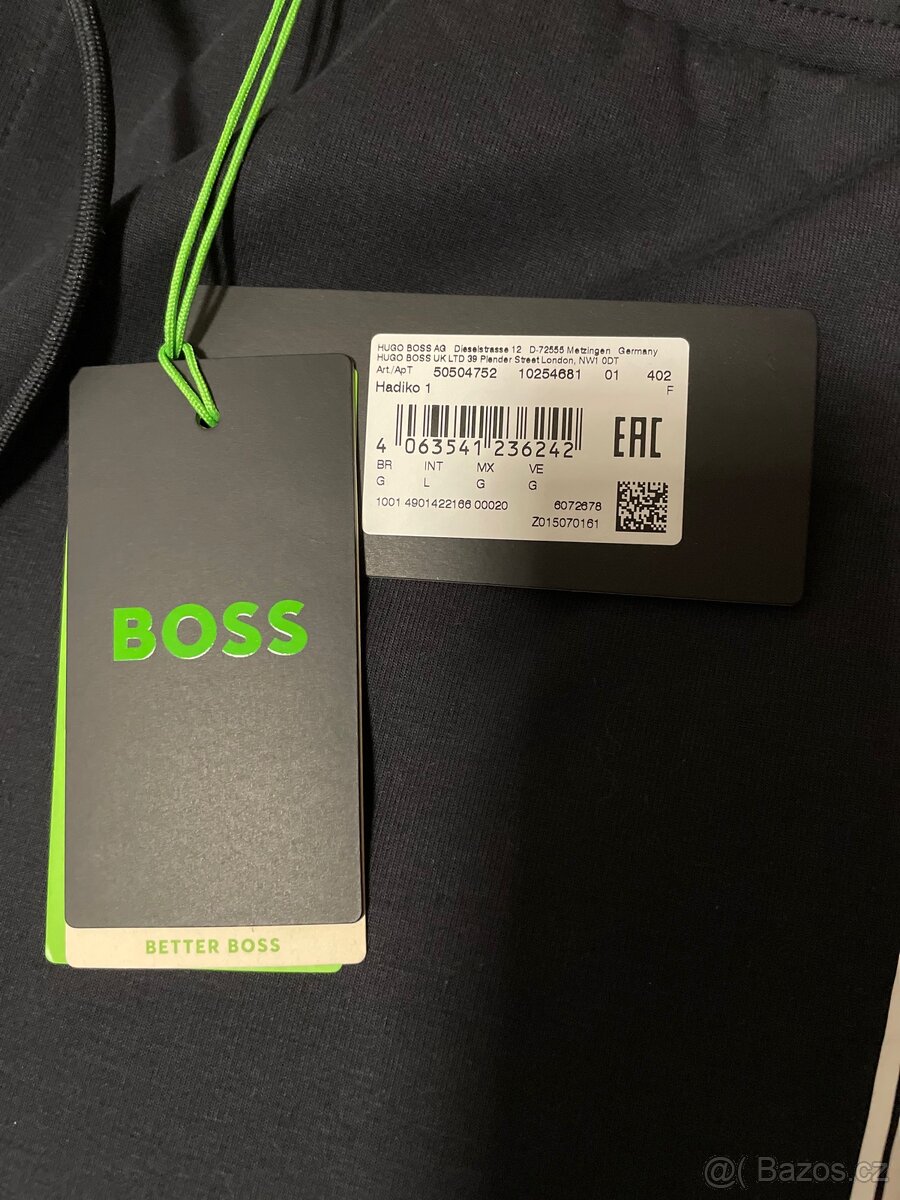 HUGO BOSS AG Dieselstrasse 12 D-72555 Metzingen Germany
HUGO BOSS UK LTD 39 Plender Street London, NW1 0DT
Art./ApT 50504752 10254681 01 402
Hadiko 1 F
4 063541 236242
EAC
BR INT MX VE
G L G G
1001 4901422166 00020 6072678
Z015070161
BOSS
BETTER BOSS
@( Bazos.cz